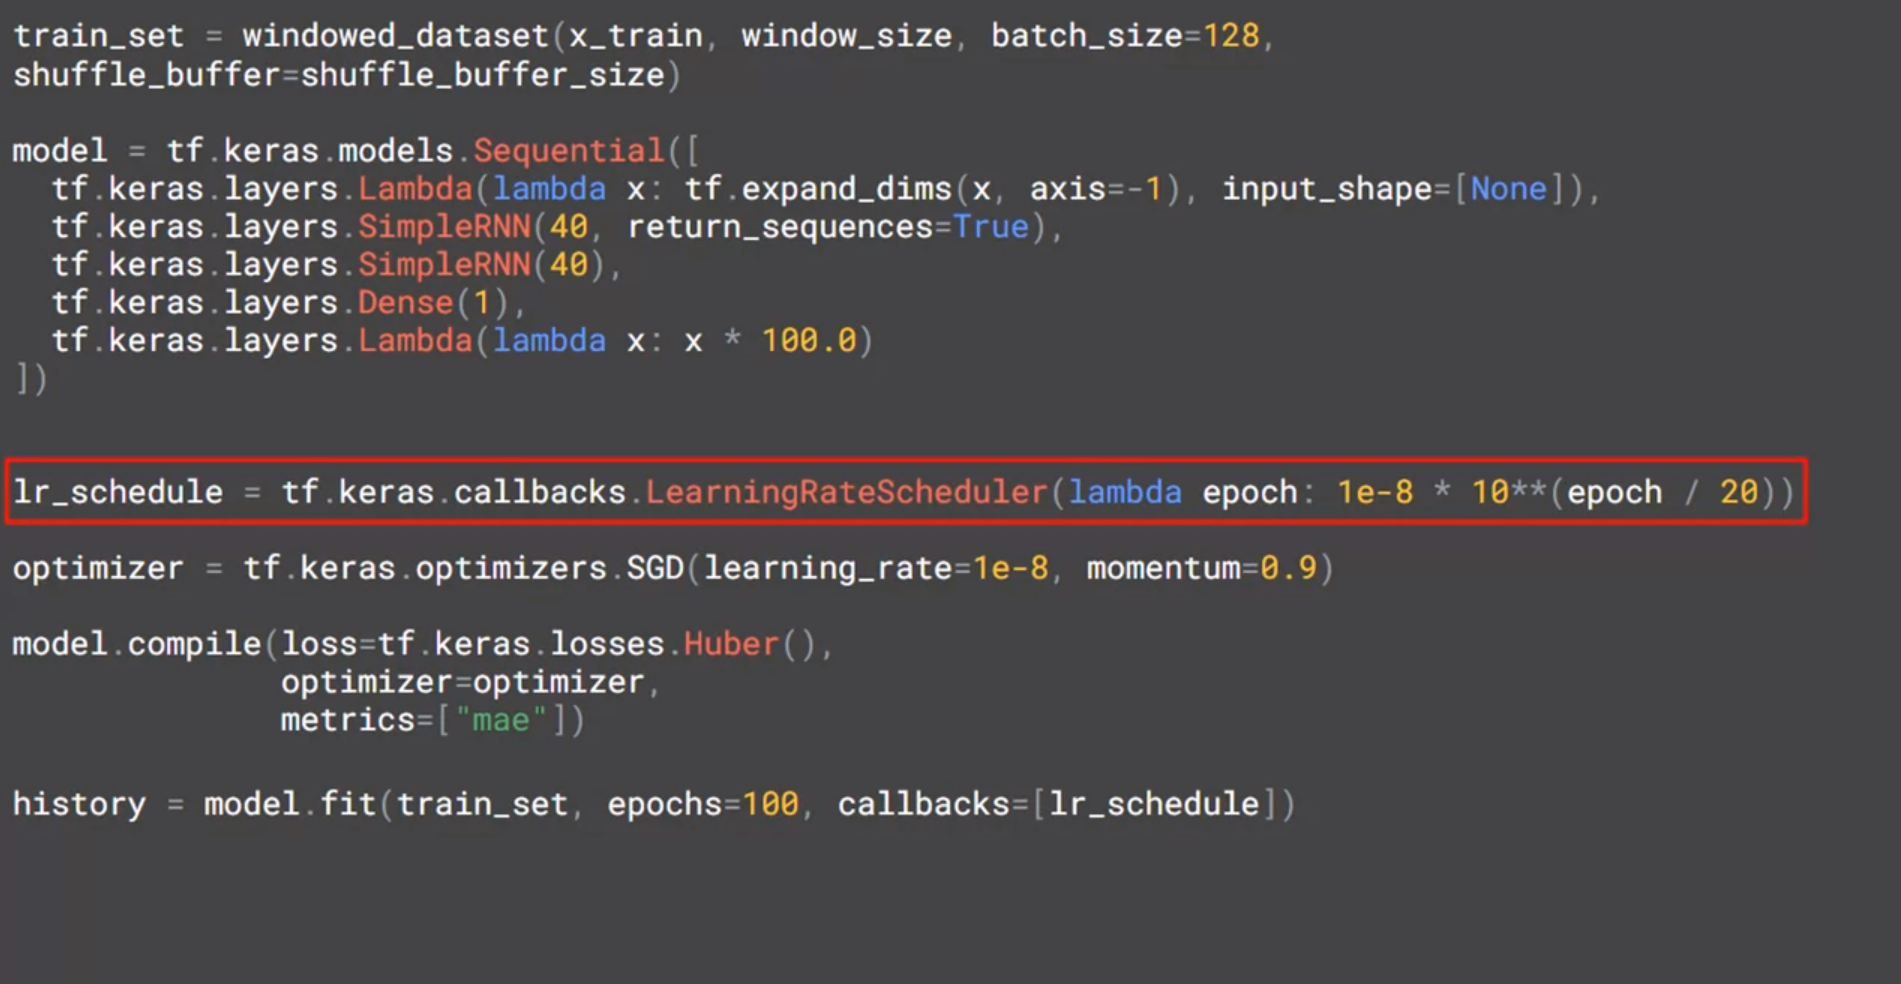 train_set = windowed_dataset(x_train, window_size, batch_size=128,
shuffle_buffer=shuffle_buffer_size)
model = tf.keras.models.Sequential([
  tf.keras.layers.Lambda(lambda x: tf.expand_dims(x, axis=-1), input_shape=[None]),
  tf.keras.layers.SimpleRNN(40, return_sequences=True),
  tf.keras.layers.SimpleRNN(40),
  tf.keras.layers.Dense(1),
  tf.keras.layers.Lambda(lambda x: x * 100.0)
])
lr_schedule = tf.keras.callbacks.LearningRateScheduler(lambda epoch: 1e-8 * 10**(epoch / 20))
optimizer = tf.keras.optimizers.SGD(learning_rate=1e-8, momentum=0.9)
model.compile(loss=tf.keras.losses.Huber(),
              optimizer=optimizer,
              metrics=["mae"])
history = model.fit(train_set, epochs=100, callbacks=[lr_schedule])